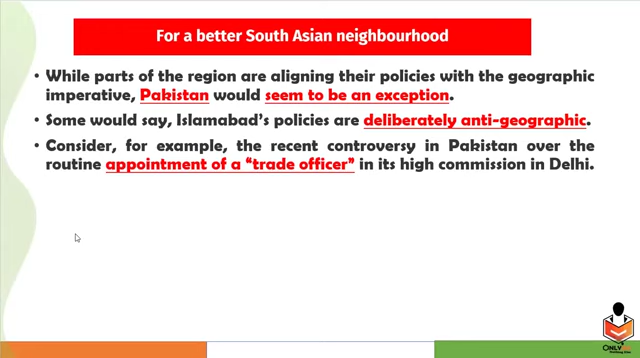 For a better South Asian neighbourhood
• While parts of the region are aligning their policies with the geographic
imperative, Pakistan would seem to be an exception.
• Some would say, Islamabad's policies are deliberately anti-geographic.
• Consider, for example, the recent controversy in Pakistan over the
routine appointment of a "trade officer" in its high commission in Delhi.
ONLY